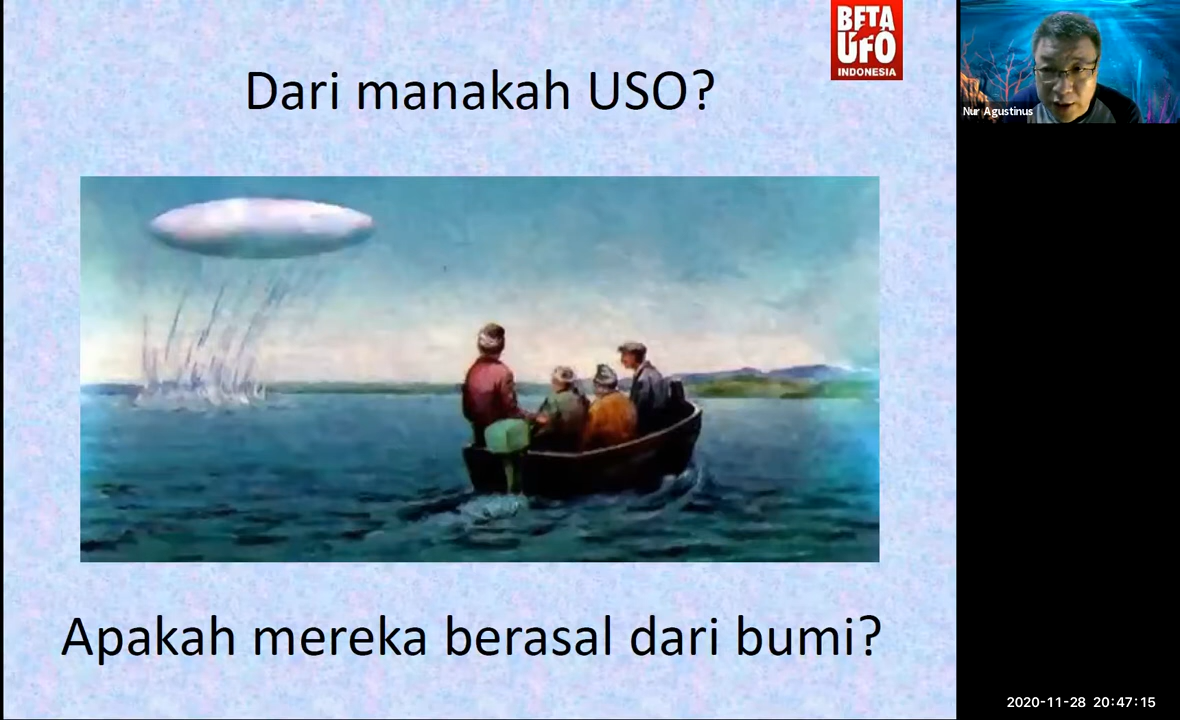 BETA
UFO
INDONESIA
Dari manakah USO?
Nur Agustinus
Apakah mereka berasal dari bumi?
2020-11-28 20:47:15